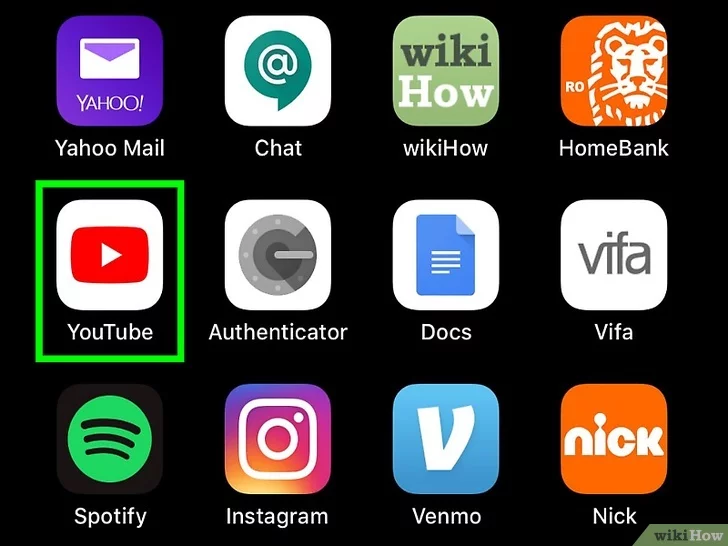 YAHOO!
Yahoo Mail
@
Chat
wiki
How
wikiHow
RO
HomeBank
YouTube
Authenticator
Docs
vifa
Vifa
Spotify
Instagram
V
Venmo
nick
Nick
wikiHow